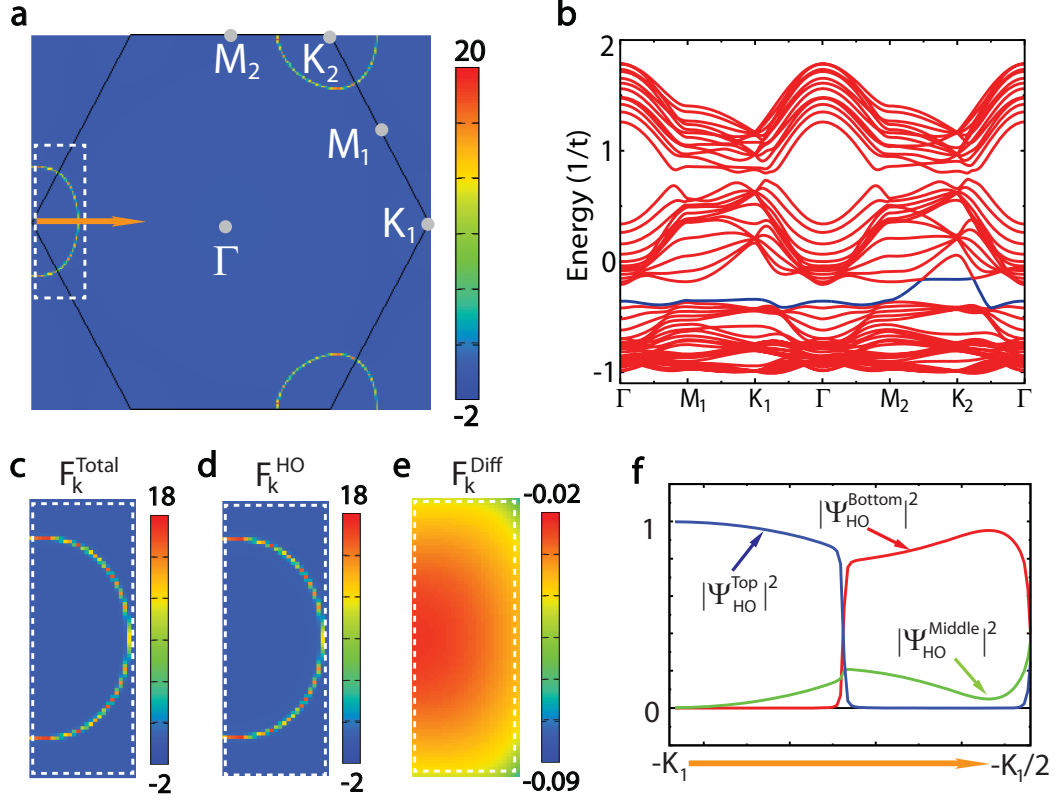 a
M₂
K₂
M₁
K₁
Γ
20
-2
b
Energy (1/t)
2
1
0
-1
Γ M₁ K₁ Γ M₂ K₂ Γ
c
F_k^Total
18
-2
d
F_k^HO
18
-2
e
F_k^Diff
-0.02
-0.09
f
1
0
|Ψ_HO^Bottom|²
|Ψ_HO^Top|²
|Ψ_HO^Middle|²
-K₁
-K₁/2